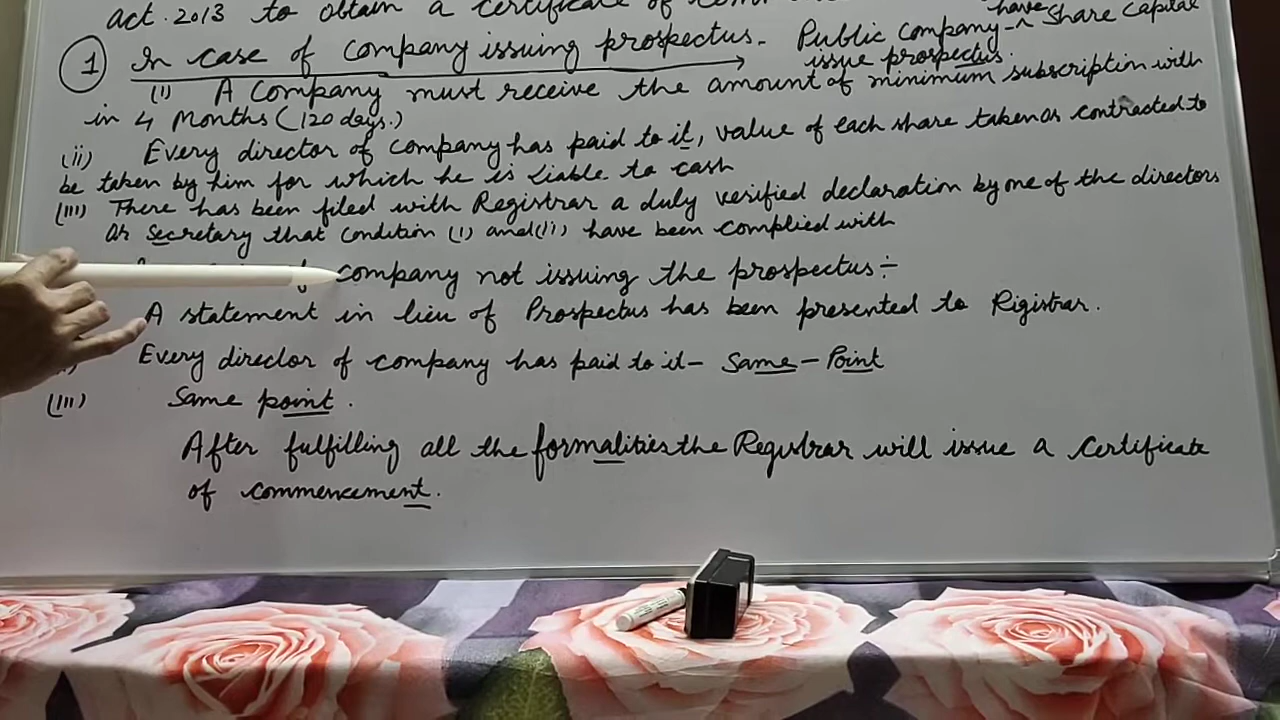 act. 2013 to obtain a certificate of
① In case of company issuing prospectus- Public company- ^have Share Capital
issue prospectus.
(i) A company must receive the amount of minimum subscription with
in 4 Months (120 days.)
(ii) Every director of company has paid to it, value of each share taken or contracted to
be taken by him for which he is liable to cash
(iii) There has been filed with Registrar a duly verified declaration by one of the directors
or Secretary that condition (i) and (ii) have been complied with
company not issuing the prospectus :-
A statement in lieu of Prospectus has been presented to Rigistrar.
Every director of company has paid to it- Same - Point
(iii) Same point.
After fulfilling all the formalities the Registrar will issue a certificate
of commencement.